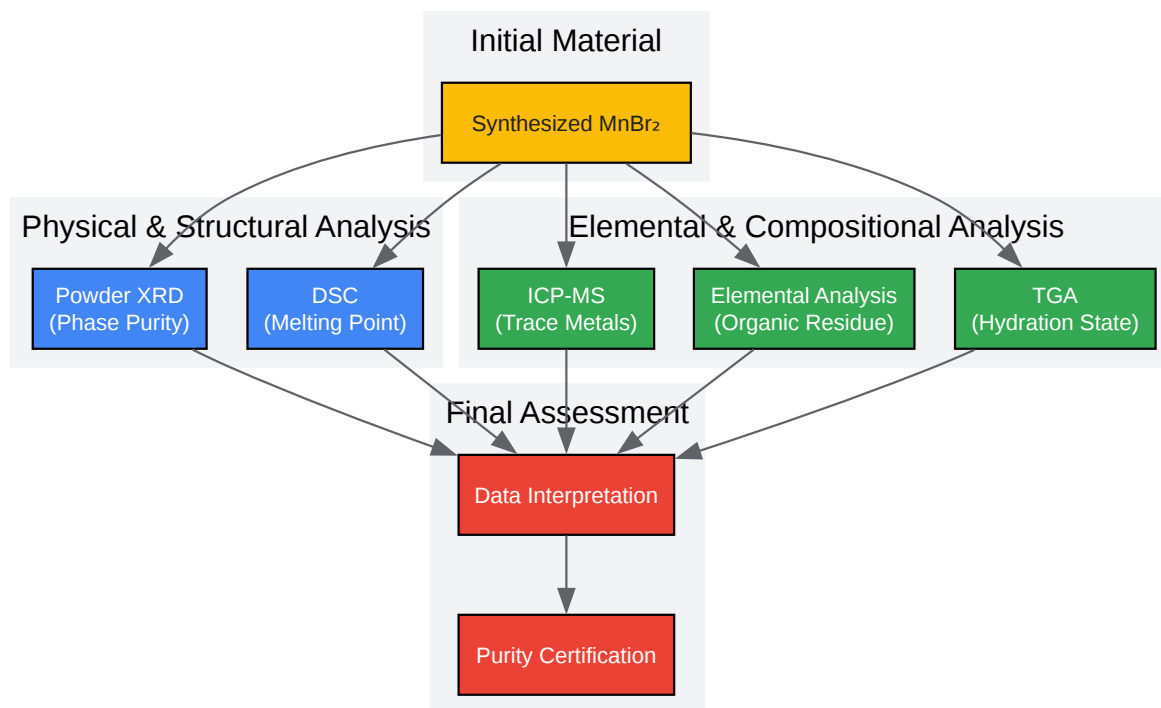 Initial Material
Synthesized MnBr₂
Physical & Structural Analysis
Elemental & Compositional Analysis
Powder XRD
(Phase Purity)
DSC
(Melting Point)
ICP-MS
(Trace Metals)
Elemental Analysis
(Organic Residue)
TGA
(Hydration State)
Final Assessment
Data Interpretation
Purity Certification